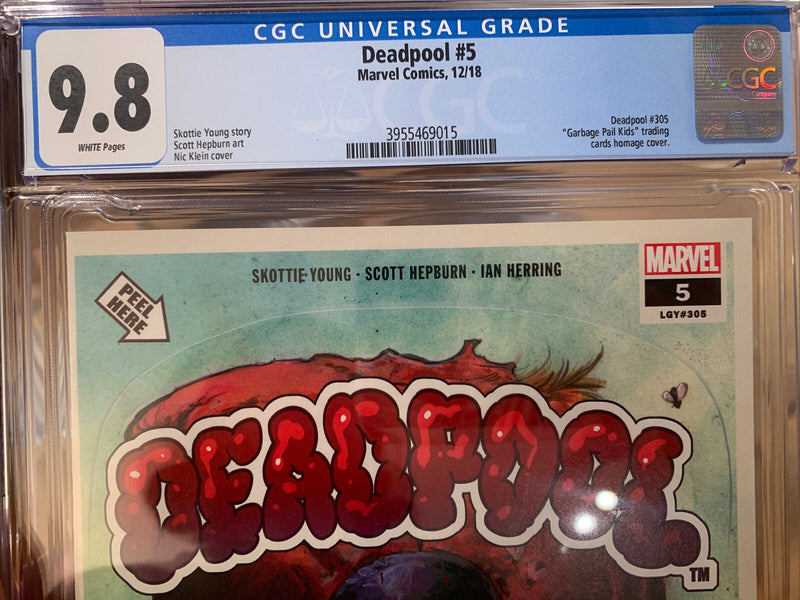 CGC UNIVERSAL GRADE
9.8
WHITE Pages
Deadpool #5
Marvel Comics, 12/18
Skottie Young story
Scott Hepburn art
Nic Klein cover
3955469015
Deadpool #305
"Garbage Pail Kids" trading
cards homage cover.
CGC
CGC
SKOTTIE YOUNG · SCOTT HEPBURN · IAN HERRING
PEEL
HERE
MARVEL
5
LGY#305
DEADPOOL
TM